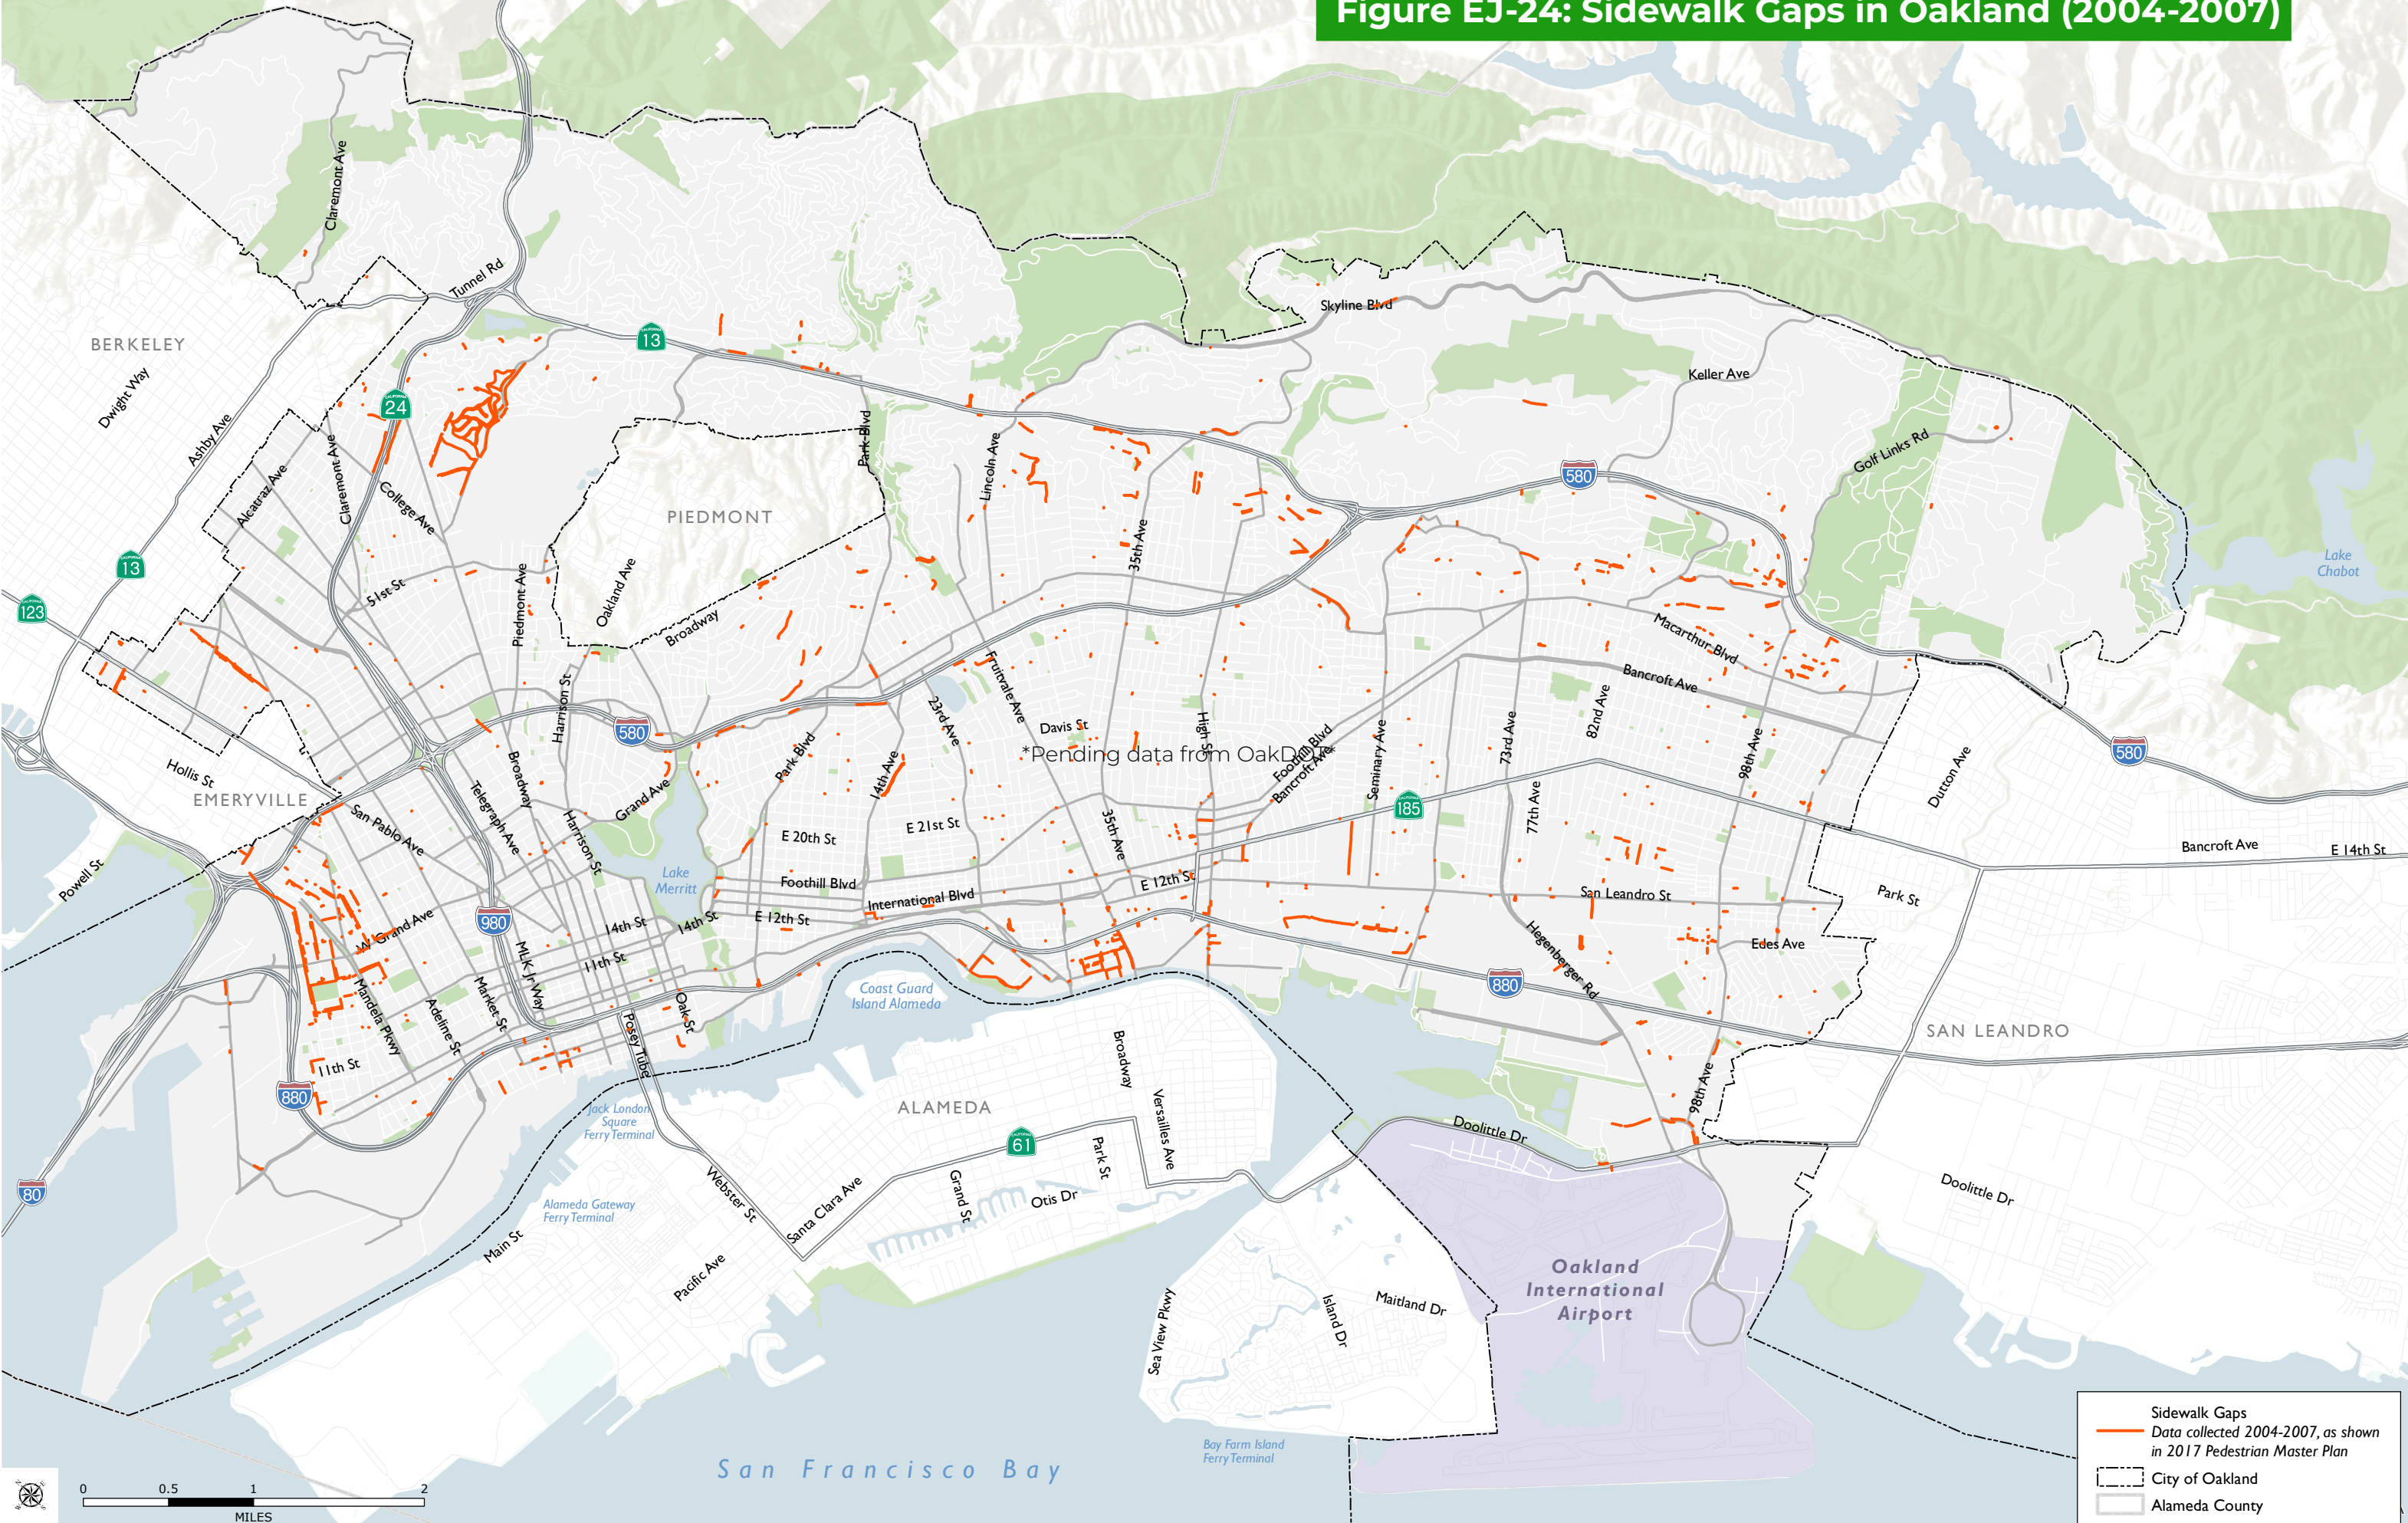 Figure EJ-24: Sidewalk Gaps in Oakland (2004-2007)
Claremont Ave
Tunnel Rd
Skyline Blvd
BERKELEY
13
Keller Ave
Dwight Way
24
Ashby Ave
Claremont Ave
Park Blvd
Lincoln Ave
Golf Links Rd
Alcatraz Ave
College Ave
PIEDMONT
580
35th Ave
Lake
Chabot
13
123
51st St
Piedmont Ave
Oakland Ave
Broadway
Macarthur Blvd
Bancroft Ave
Fruitvale Ave
Harrison St
23rd Ave
Davis St
High St
82nd Ave
580
*Pending data from OakDOT*
Foothill Blvd
Bancroft Ave
Seminary Ave
73rd Ave
98th Ave
580
Hollis St
EMERYVILLE
Broadway
Park Blvd
14th Ave
Dutton Ave
Telegraph Ave
Grand Ave
185
77th Ave
San Pablo Ave
Harrison St
E 20th St
E 21st St
35th Ave
Bancroft Ave
E 14th St
Powell St
Lake
Merritt
Foothill Blvd
E 12th St
International Blvd
San Leandro St
Park St
980
14th St
14th St
E 12th St
W Grand Ave
11th St
MLK Jr Way
Hegenberger Rd
Edes Ave
880
Coast Guard
Island Alameda
Mandela Pkwy
Adeline St
Market St
Oak St
Posey Tube
SAN LEANDRO
11th St
880
Broadway
98th Ave
ALAMEDA
Versailles Ave
Jack London
Square
Ferry Terminal
61
Doolittle Dr
Park St
80
Webster St
Grand St
Otis Dr
Santa Clara Ave
Doolittle Dr
Alameda Gateway
Ferry Terminal
Main St
Pacific Ave
Oakland
International
Airport
Sea View Pkwy
Island Dr
Maitland Dr
Bay Farm Island
Ferry Terminal
San Francisco Bay
0 0.5 1 2
MILES
Sidewalk Gaps
Data collected 2004-2007, as shown
in 2017 Pedestrian Master Plan
City of Oakland
Alameda County